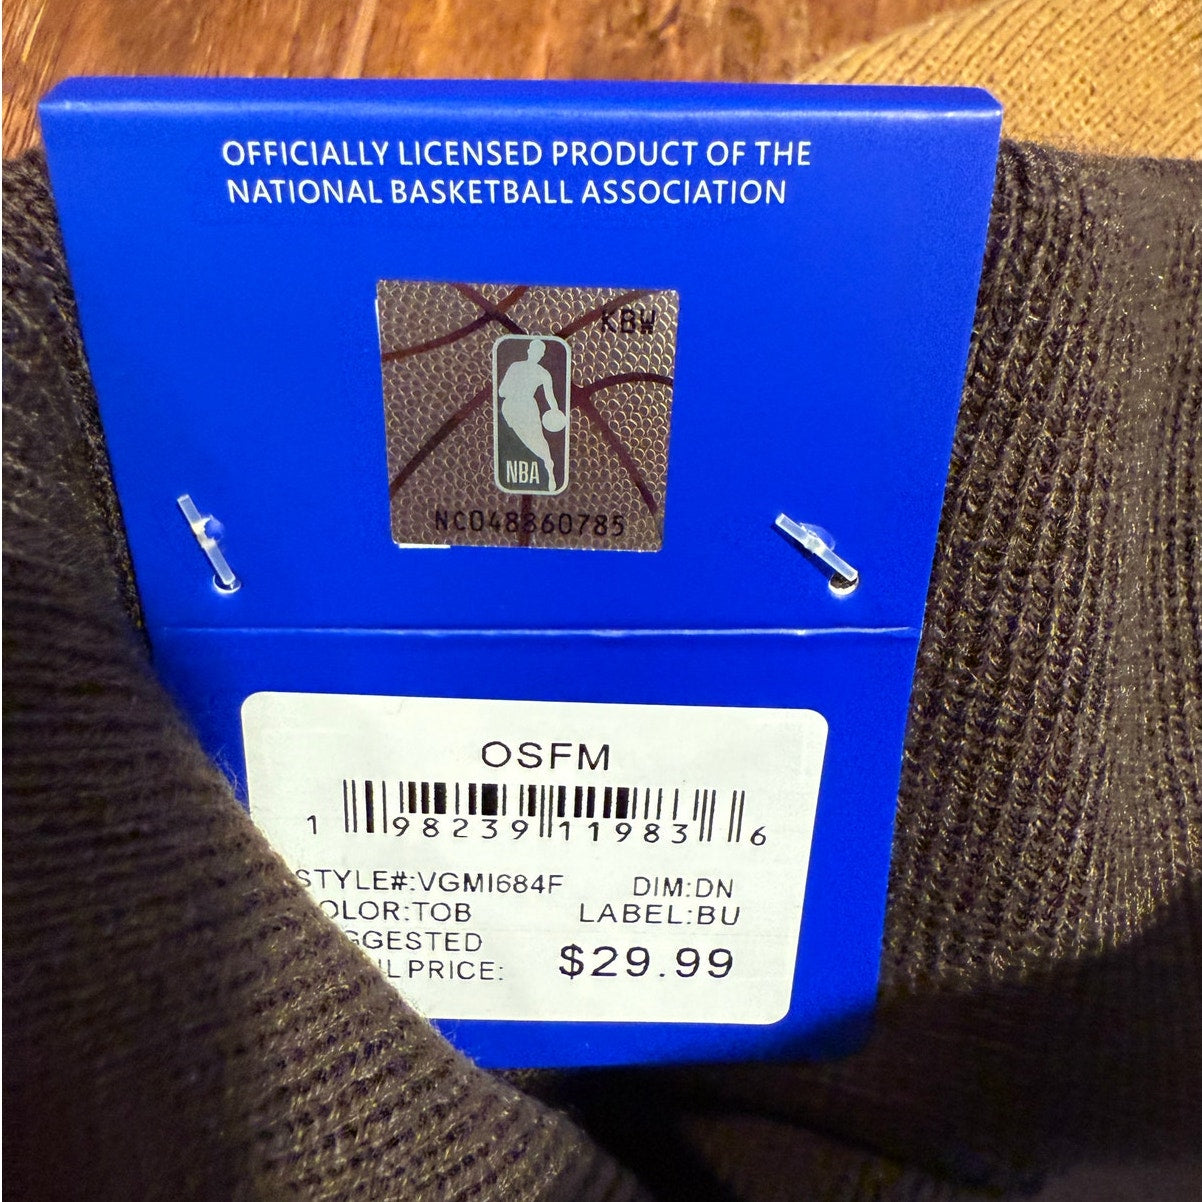 OFFICIALLY LICENSED PRODUCT OF THE
NATIONAL BASKETBALL ASSOCIATION
KBW
NBA
NC048360785
OSFM
1 98239 11983 6
STYLE#:VGMI684F DIM:DN
OLOR:TOB LABEL:BU
GGESTED
IL PRICE: $29.99